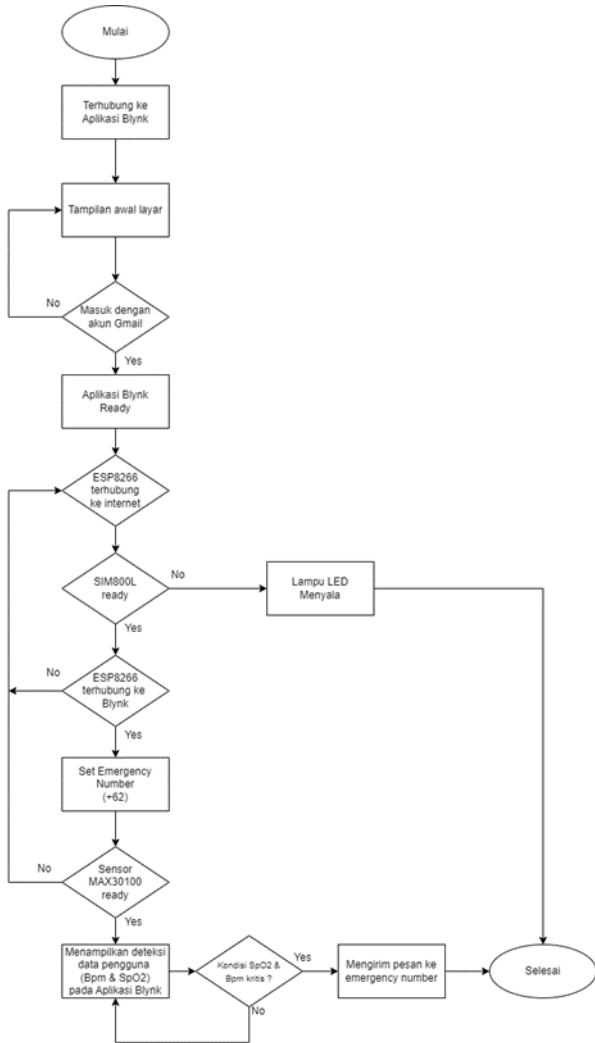 Mulai
Terhubung ke
Aplikasi Blynk
Tampilan awal layar
No
Masuk dengan
akun Gmail
Yes
Aplikasi Blynk
Ready
ESP8266
terhubung
ke internet
SIM800L
ready
No
Lampu LED
Menyala
Yes
No
ESP8266
terhubung ke
Blynk
Yes
Set Emergency
Number
(+62)
No
Sensor
MAX30100
ready
Yes
Menampilkan deteksi
data pengguna
(Bpm & SpO2)
pada Aplikasi Blynk
Kondisi SpO2 &
Bpm kritis ?
Yes
No
Mengirim pesan ke
emergency number
Selesai